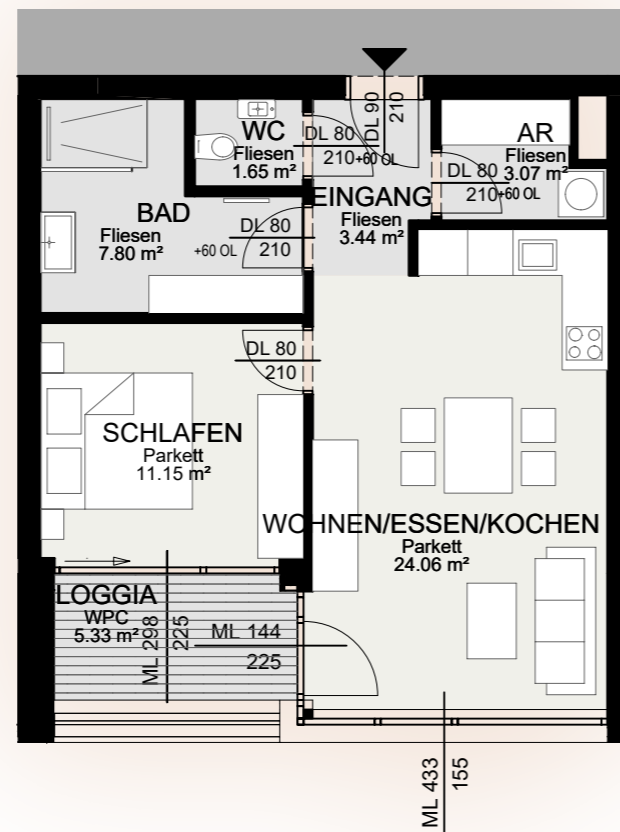 DL 90
210
WC
Fliesen
1.65 m²
DL 80
210+60 OL
AR
Fliesen
3.07 m²
DL 80
210+60 OL
EINGANG
Fliesen
3.44 m²
BAD
Fliesen
7.80 m²
DL 80
+60 OL 210
DL 80
210
SCHLAFEN
Parkett
11.15 m²
WOHNEN/ESSEN/KOCHEN
Parkett
24.06 m²
LOGGIA
WPC
5.33 m²
ML 298
225
ML 144
225
ML 433
155